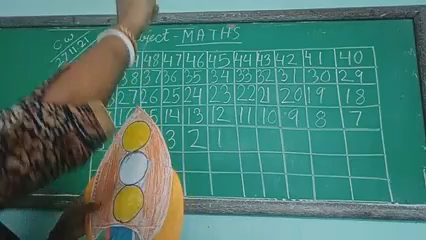 CW
27.11.21
ject - MATHS
48 47 46 45 44 43 42 41 40
38 37 36 35 34 33 32 31 30 29
27 26 25 24 23 22 21 20 19 18
14 13 12 11 10 9 8 7
3 2 1